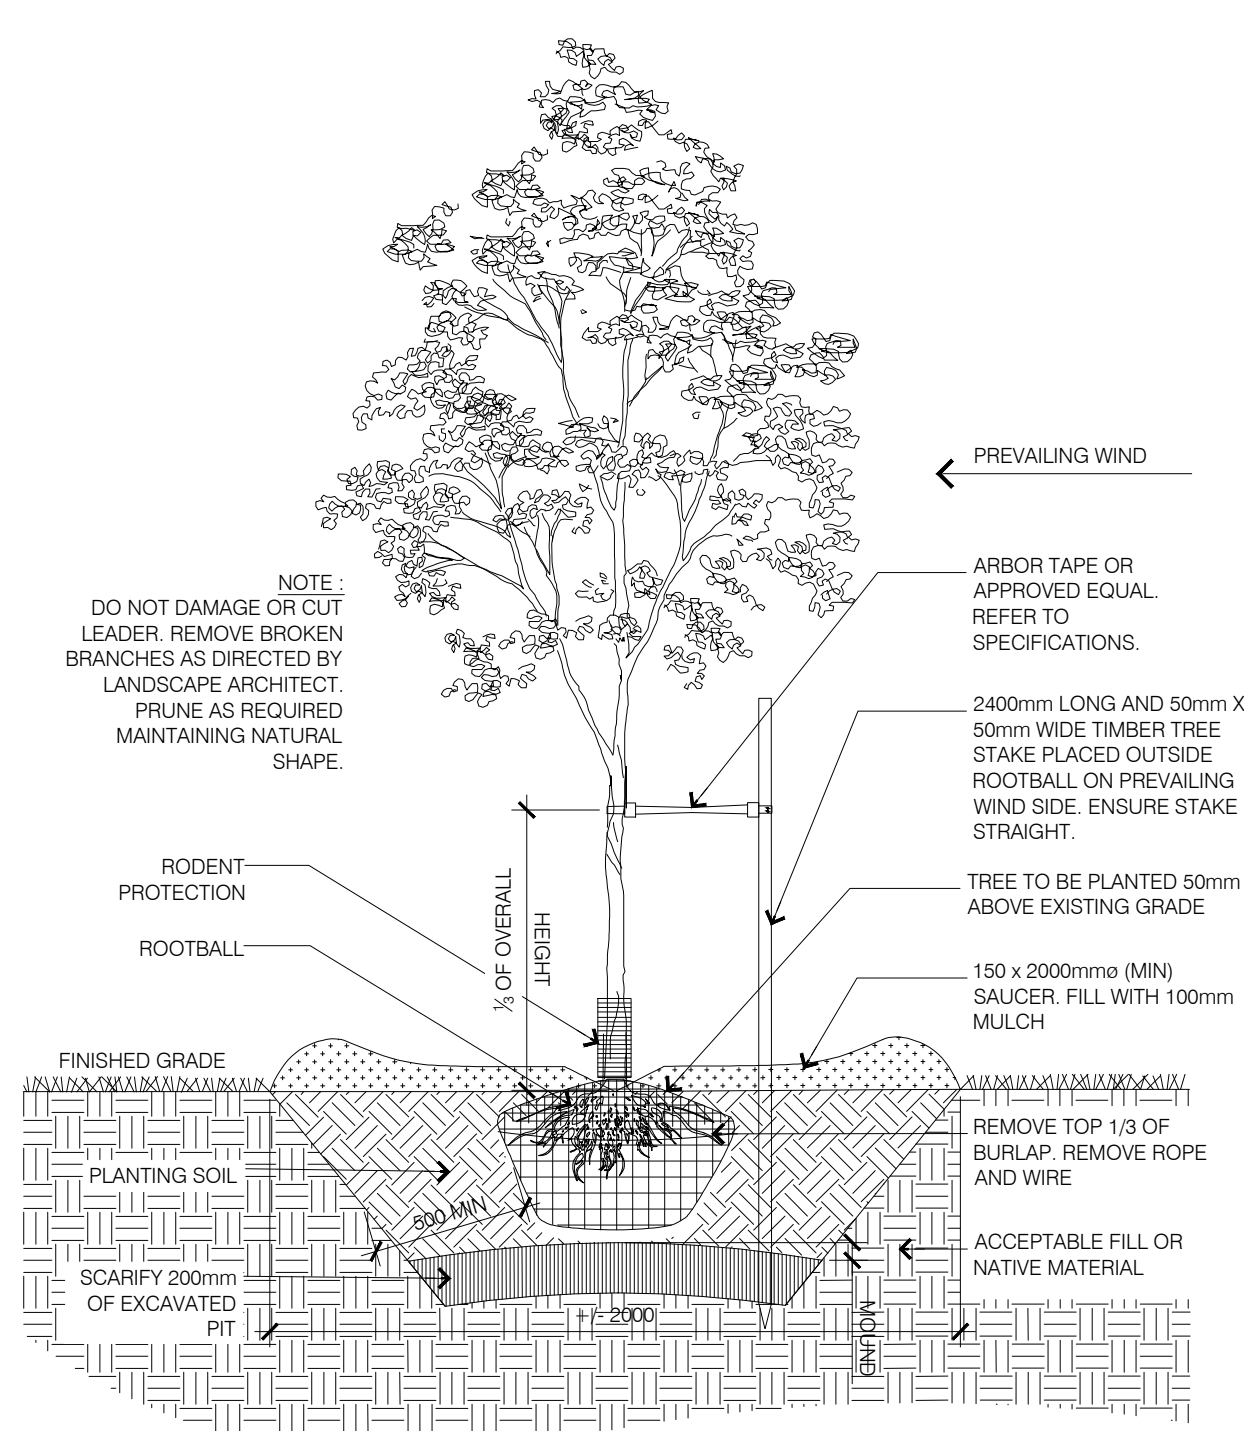 PREVAILING WIND
ARBOR TAPE OR
APPROVED EQUAL.
REFER TO
SPECIFICATIONS.
NOTE :
DO NOT DAMAGE OR CUT
LEADER. REMOVE BROKEN
BRANCHES AS DIRECTED BY
LANDSCAPE ARCHITECT.
PRUNE AS REQUIRED
MAINTAINING NATURAL
SHAPE.
2400mm LONG AND 50mm X
50mm WIDE TIMBER TREE
STAKE PLACED OUTSIDE
ROOTBALL ON PREVAILING
WIND SIDE. ENSURE STAKE
STRAIGHT.
RODENT
PROTECTION
ROOTBALL
⅓ OF OVERALL
HEIGHT
TREE TO BE PLANTED 50mm
ABOVE EXISTING GRADE
150 x 2000mmø (MIN)
SAUCER. FILL WITH 100mm
MULCH
FINISHED GRADE
REMOVE TOP 1/3 OF
BURLAP. REMOVE ROPE
AND WIRE
PLANTING SOIL
500 MIN
ACCEPTABLE FILL OR
NATIVE MATERIAL
SCARIFY 200mm
OF EXCAVATED
PIT
+/- 2000
MOUND